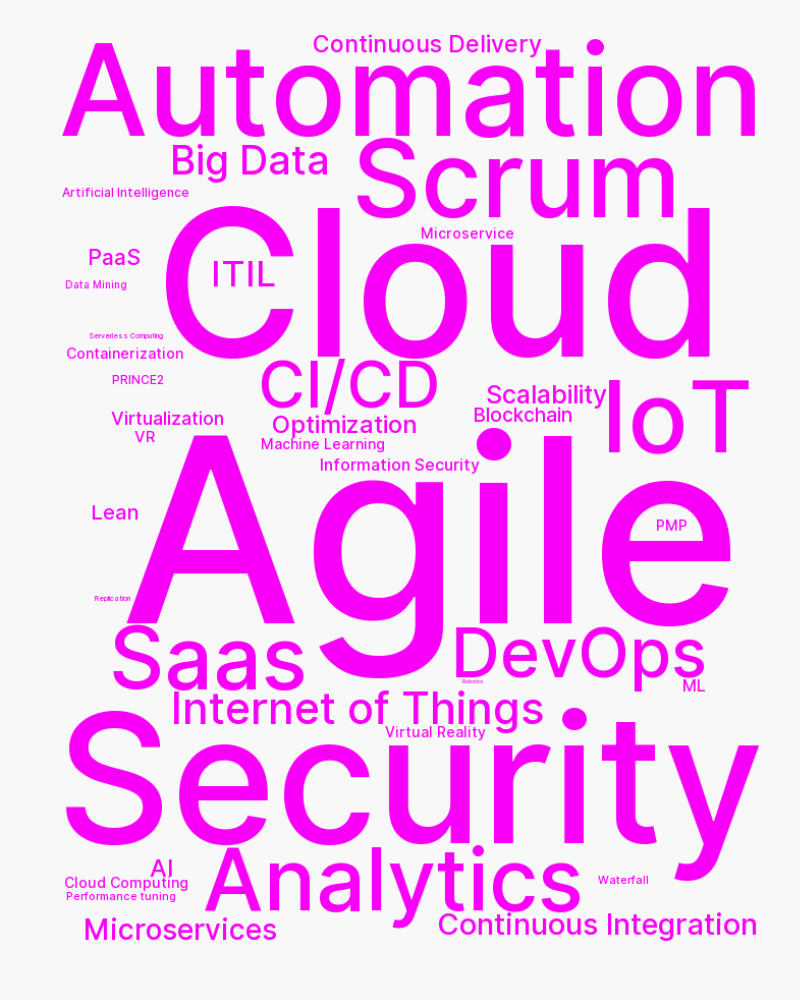 Continuous Delivery
Automation
Big Data
Scrum
Artificial Intelligence
Microservice
Cloud
PaaS
ITIL
Data Mining
Serverless Computing
Containerization
PRINCE2
CI/CD
Scalability
IoT
Blockchain
Virtualization
Optimization
VR
Machine Learning
Information Security
Agile
Lean
PMP
Replication
Saas
DevOps
Robotics
ML
Internet of Things
Virtual Reality
Security
AI
Analytics
Cloud Computing
Waterfall
Performance tuning
Microservices
Continuous Integration